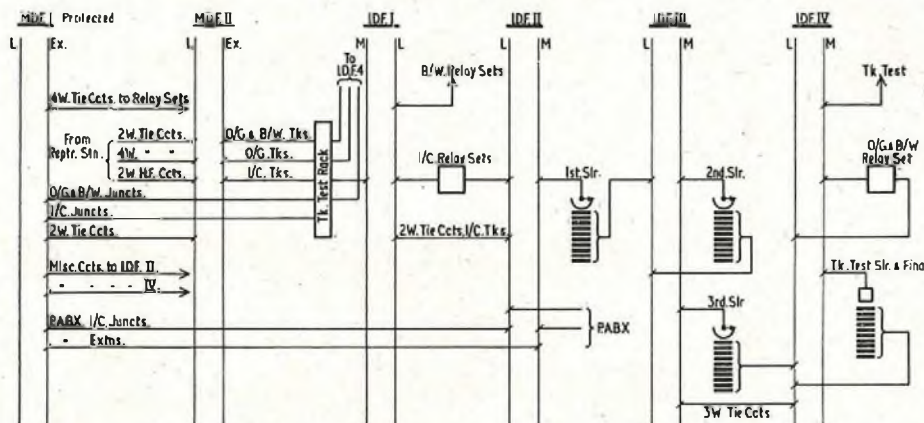 M.D.F. I Protected
M.D.F. II
I.D.F. I
I.D.F. II
I.D.F. III
I.D.F. IV
L Ex.
L Ex.
M L
L M
L M
L M
To
I.D.F.4
B/W. Relay Sets
Tk. Test
4W. Tie Ccts. to Relay Sets
From
Reptr. Stn.
2W. Tie Ccts.
4W. " "
2W. H.F. Ccts.
O/G & B/W. Tks.
O/G. Tks.
I/C. Tks.
Tk. Test Rack
I/C. Relay Sets
1st. Slr.
2nd. Slr.
O/G & B/W
Relay Set
O/G & B/W. Juncts.
I/C. Juncts.
2W. Tie Ccts.
2W. Tie Ccts. I/C. Tks.
Misc. Ccts. to I.D.F. II.
" - - - IV.
Tk. Test Slr. & Final
3rd. Slr
P.A.B.X. I/C. Juncts.
" Extns.
P.A.B.X.
3W Tie Ccts